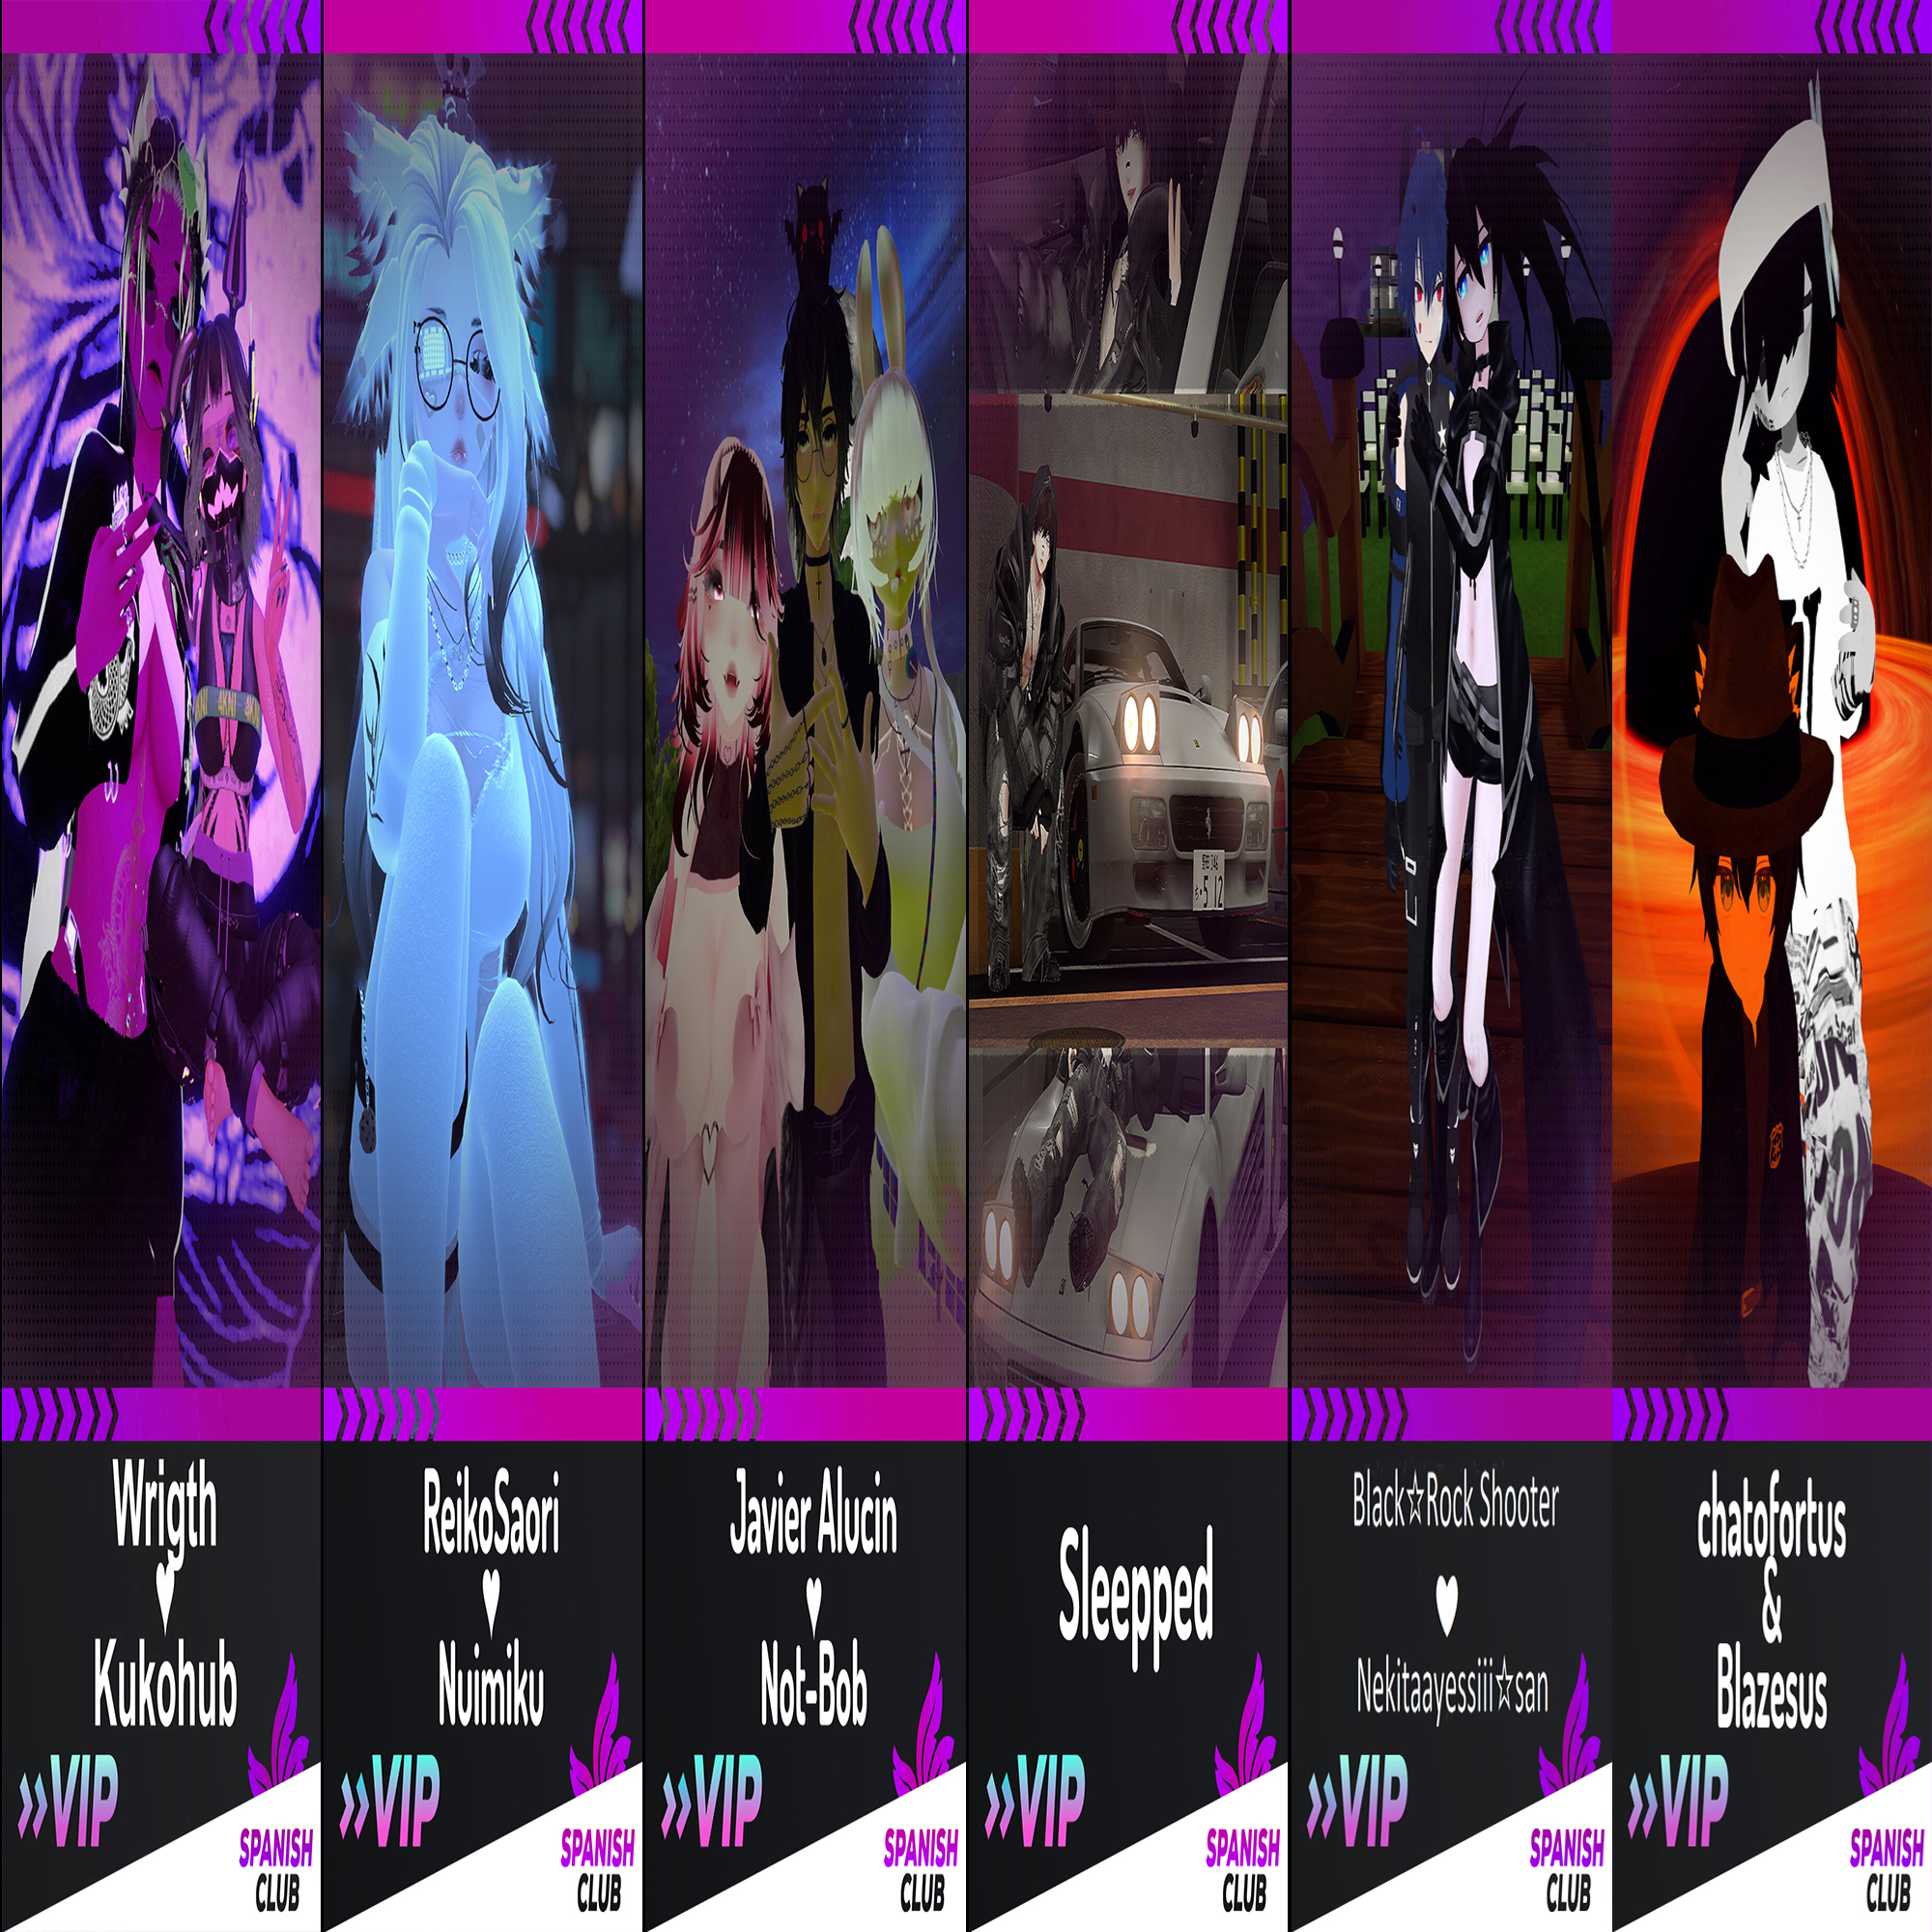 Wrigth
♥
Kukohub
VIP
SPANISH
CLUB
ReikoSaori
♥
Nuimiku
VIP
SPANISH
CLUB
Javier Alucin
♥
Not-Bob
VIP
SPANISH
CLUB
Sleepped
VIP
SPANISH
CLUB
Black☆Rock Shooter
♥
Nekitaayessiii☆san
VIP
SPANISH
CLUB
chatofortus
&
Blazesus
VIP
SPANISH
CLUB